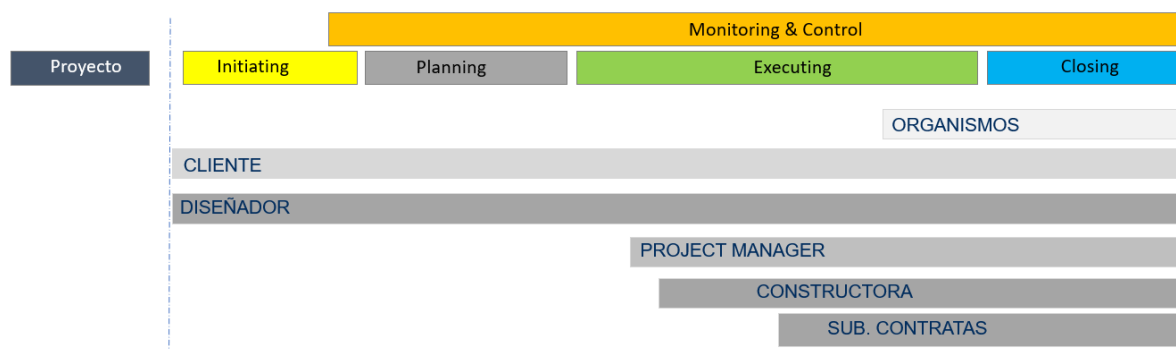 Monitoring & Control
Proyecto
Initiating
Planning
Executing
Closing
ORGANISMOS
CLIENTE
DISEÑADOR
PROJECT MANAGER
CONSTRUCTORA
SUB. CONTRATAS